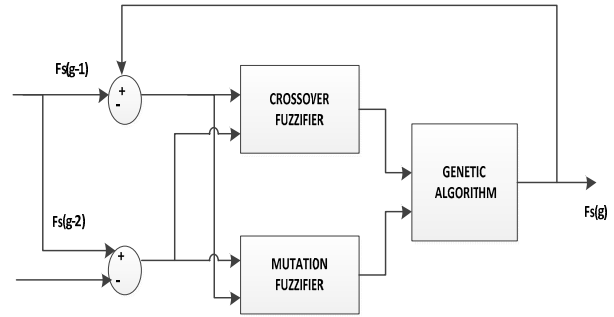 Fs(g-1)
+
-
CROSSOVER
FUZZIFIER
GENETIC
ALGORITHM
Fs(g)
Fs(g-2)
+
-
MUTATION
FUZZIFIER